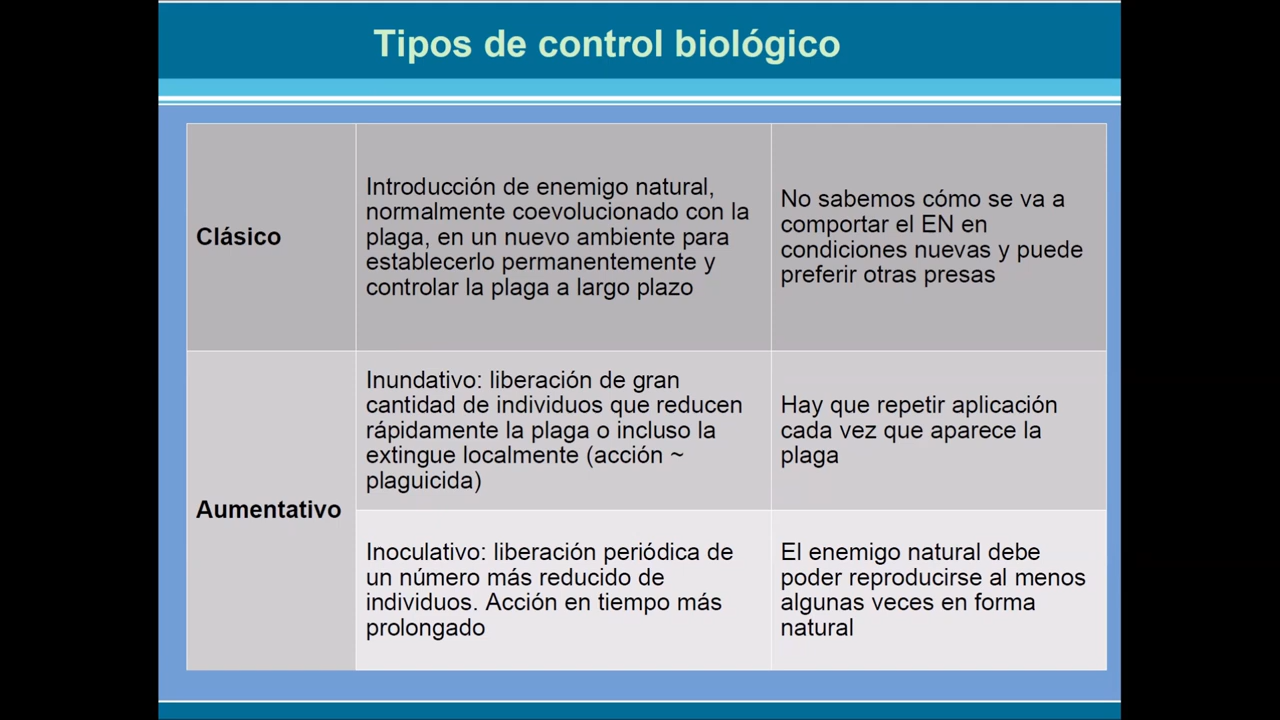 Tipos de control biológico
Clásico
Introducción de enemigo natural,
normalmente coevolucionado con la
plaga, en un nuevo ambiente para
establecerlo permanentemente y
controlar la plaga a largo plazo
No sabemos cómo se va a
comportar el EN en
condiciones nuevas y puede
preferir otras presas
Aumentativo
Inundativo: liberación de gran
cantidad de individuos que reducen
rápidamente la plaga o incluso la
extingue localmente (acción ~
plaguicida)
Hay que repetir aplicación
cada vez que aparece la
plaga
Inoculativo: liberación periódica de
un número más reducido de
individuos. Acción en tiempo más
prolongado
El enemigo natural debe
poder reproducirse al menos
algunas veces en forma
natural